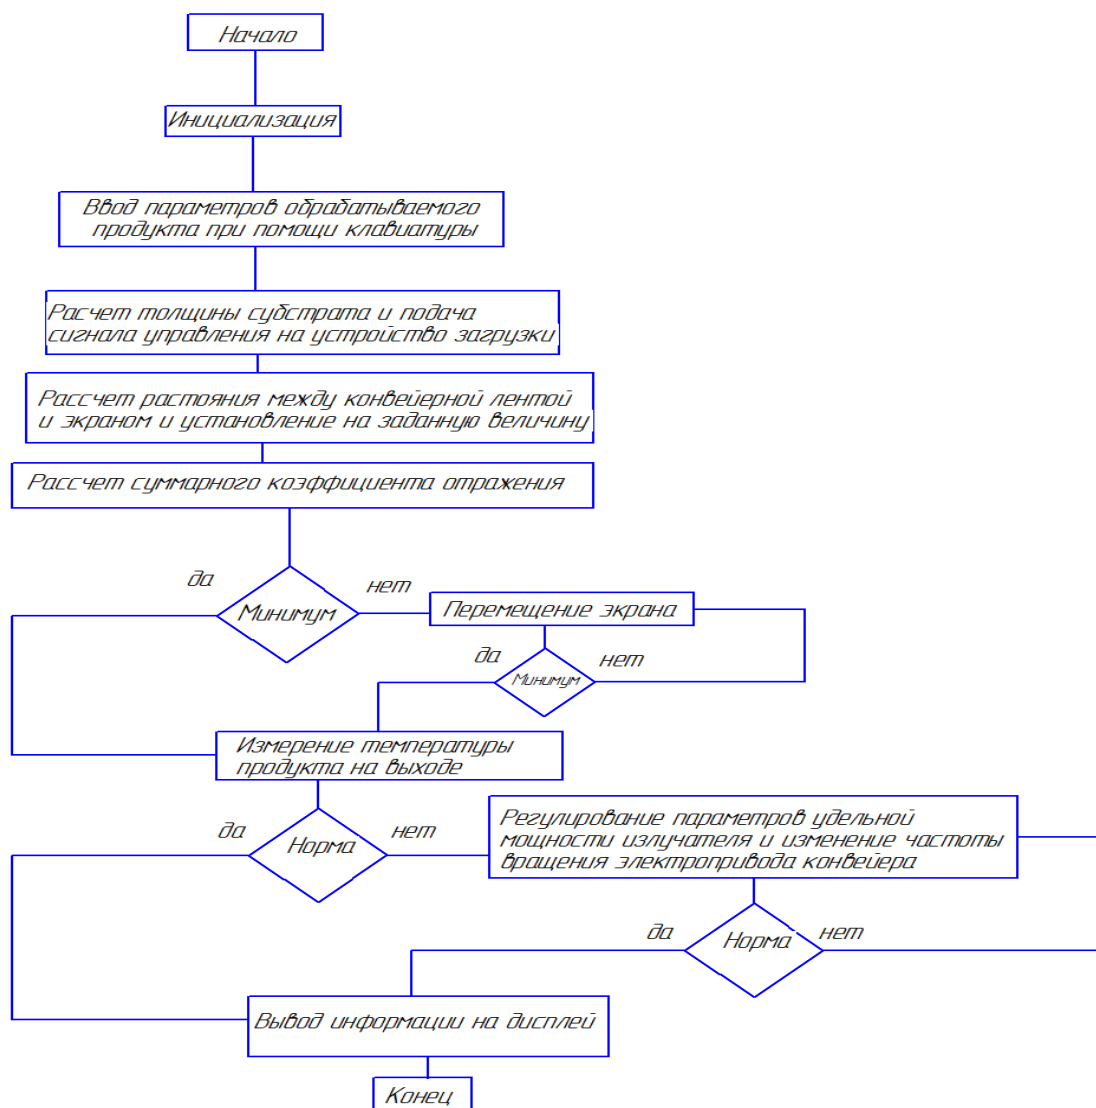 Начало
Инициализация
Ввод параметров обрабатываемого
продукта при помощи клавиатуры
Расчет толщины субстрата и подача
сигнала управления на устройство загрузки
Рассчет растояния между конвейерной лентой
и экраном и установление на заданную величину
Рассчет суммарного коэффициента отражения
да
нет
Минимум
Перемещение экрана
да
нет
Минимум
Измерение температуры
продукта на выходе
да
нет
Норма
Регулирование параметров удельной
мощности излучателя и изменение частоты
вращения электропривода конвейера
да
нет
Норма
Вывод информации на дисплей
Конец